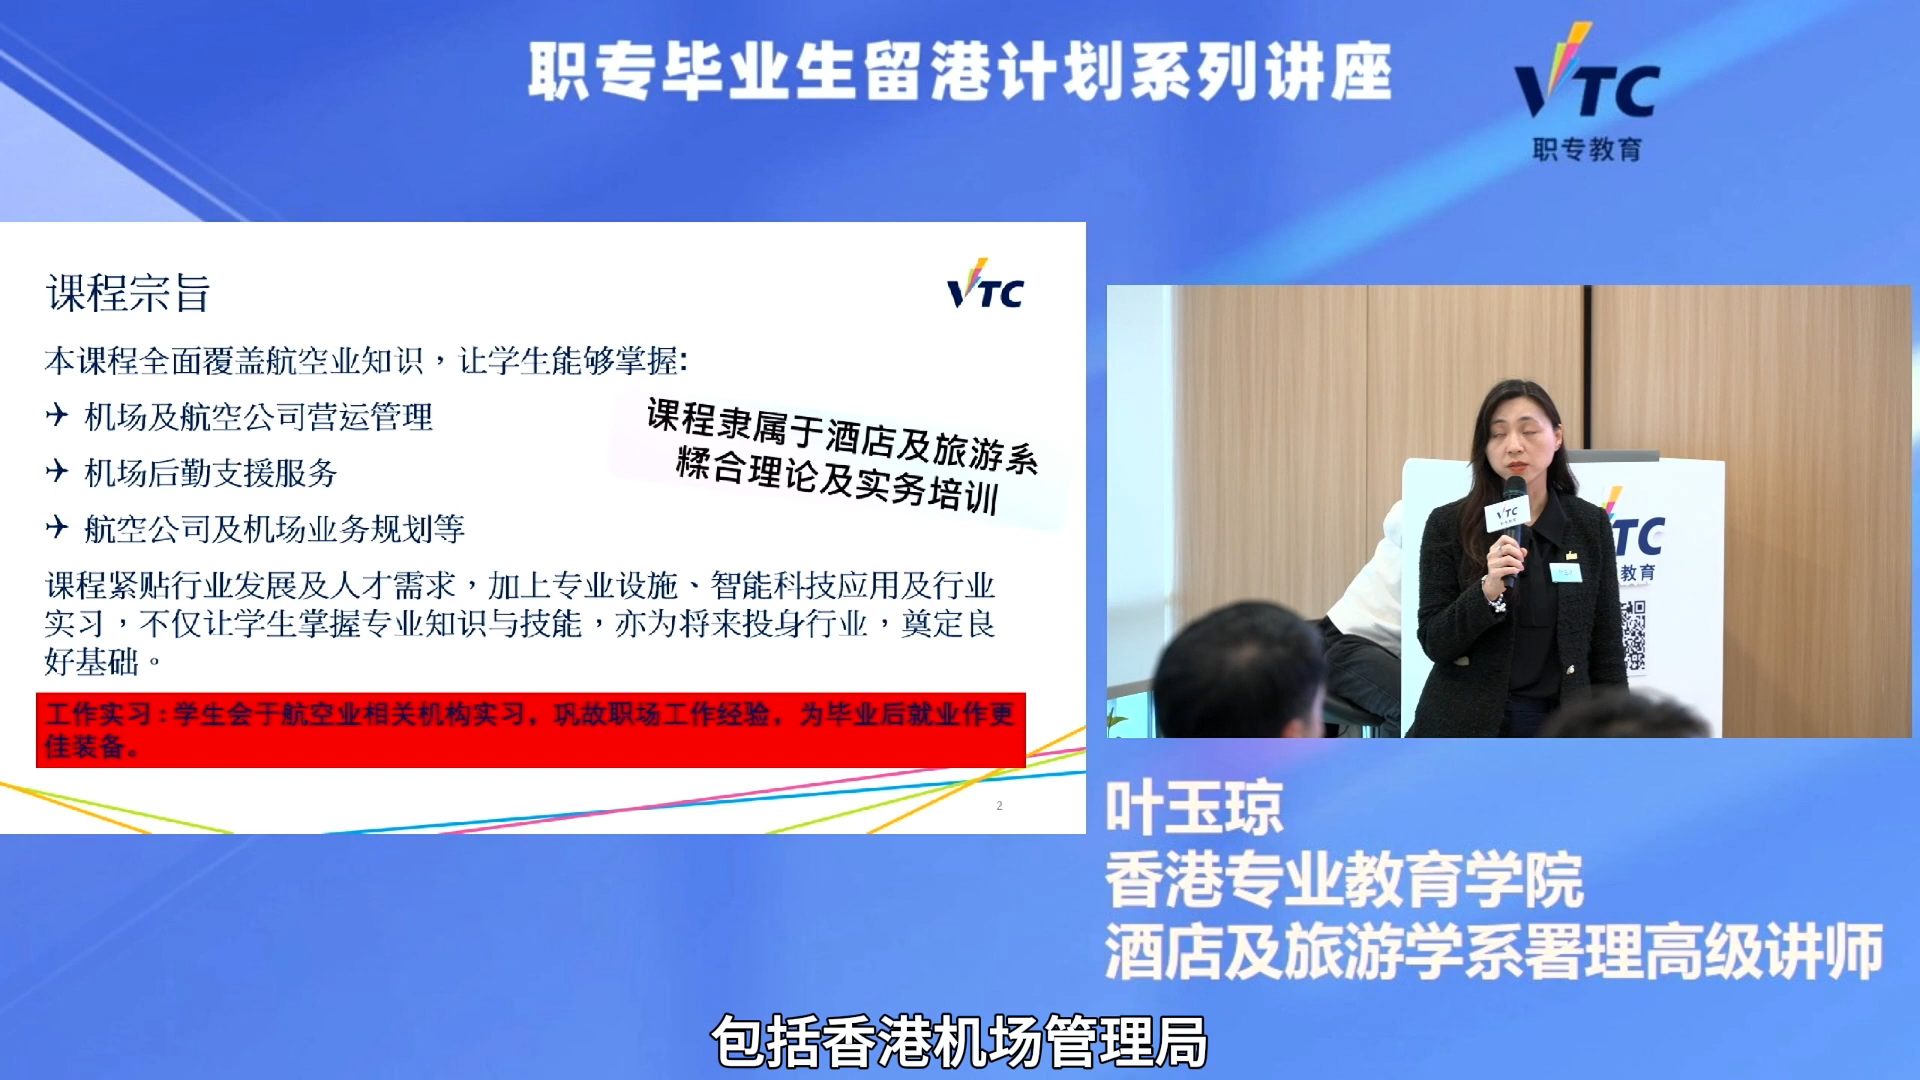 职专毕业生留港计划系列讲座
VTC
职专教育
课程宗旨
VTC
本课程全面覆盖航空业知识，让学生能够掌握:
✈ 机场及航空公司营运管理
✈ 机场后勤支援服务
✈ 航空公司及机场业务规划等
课程隶属于酒店及旅游系
糅合理论及实务培训
课程紧贴行业发展及人才需求，加上专业设施、智能科技应用及行业
实习，不仅让学生掌握专业知识与技能，亦为将来投身行业，奠定良
好基础。
工作实习：学生会于航空业相关机构实习，巩故职场工作经验，为毕业后就业作更
佳装备。
2
VTC
TC
教育
叶玉琼
香港专业教育学院
酒店及旅游学系署理高级讲师
包括香港机场管理局